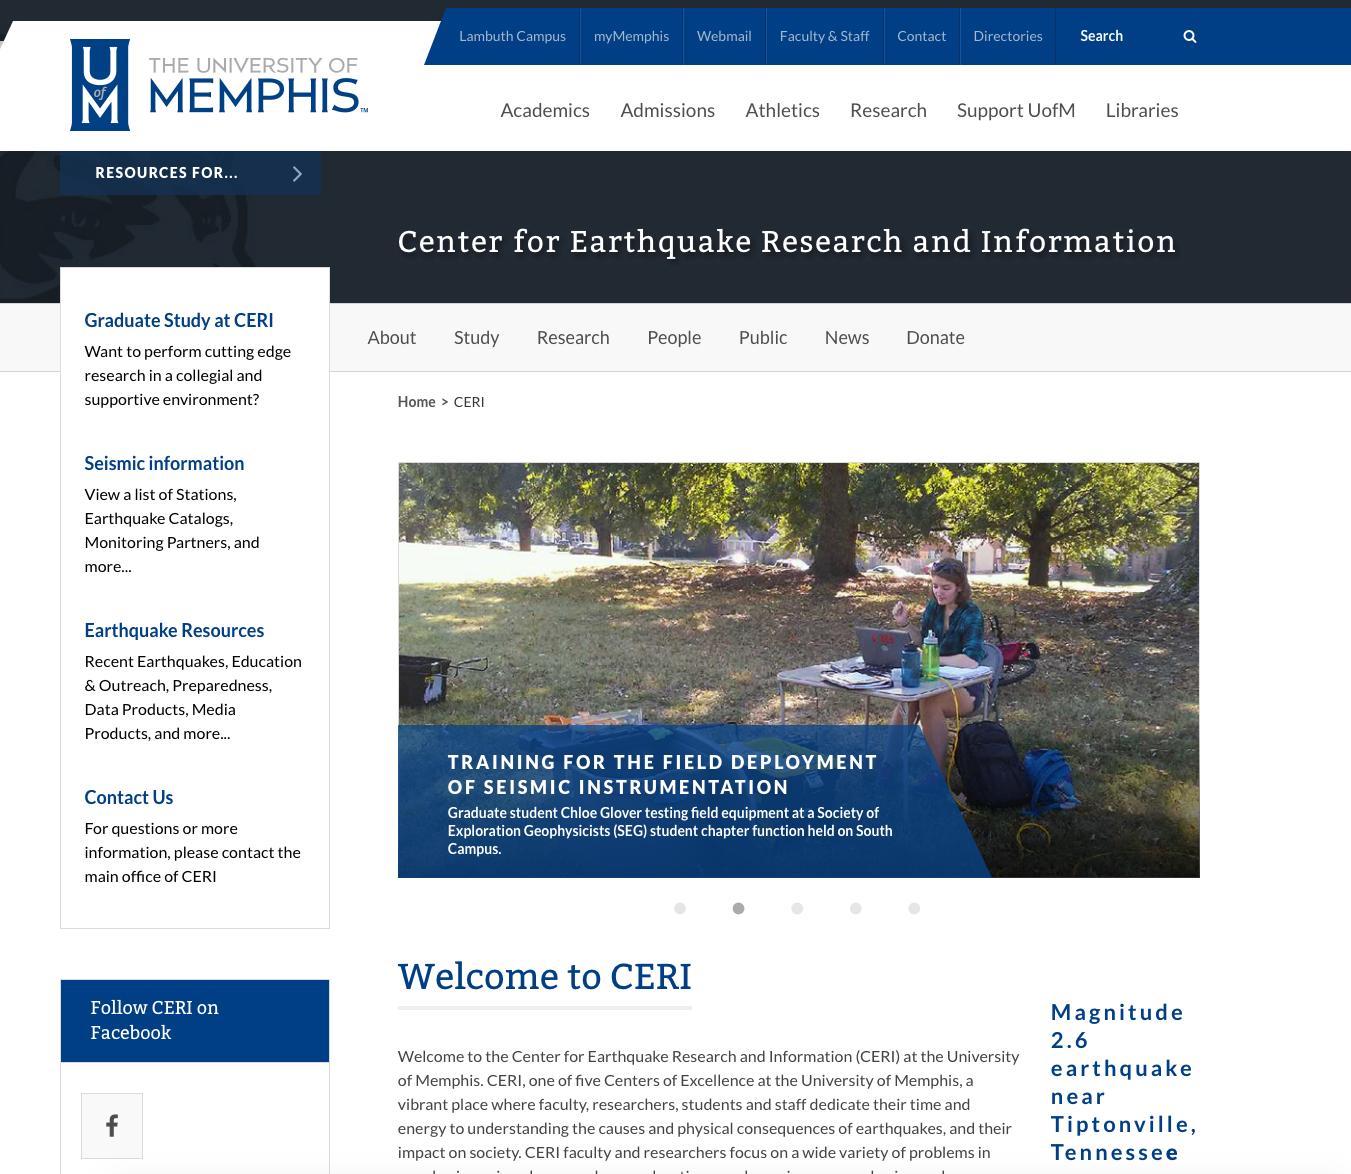 Lambuth Campus
myMemphis
Webmail
Faculty & Staff
Contact
Directories
Search
U
of
M
THE UNIVERSITY OF
MEMPHIS™
Academics
Admissions
Athletics
Research
Support UofM
Libraries
RESOURCES FOR...
Center for Earthquake Research and Information
About
Study
Research
People
Public
News
Donate
Graduate Study at CERI
Want to perform cutting edge
research in a collegial and
supportive environment?
Seismic information
View a list of Stations,
Earthquake Catalogs,
Monitoring Partners, and
more...
Earthquake Resources
Recent Earthquakes, Education
& Outreach, Preparedness,
Data Products, Media
Products, and more...
Contact Us
For questions or more
information, please contact the
main office of CERI
Follow CERI on
Facebook
Home > CERI
TRAINING FOR THE FIELD DEPLOYMENT
OF SEISMIC INSTRUMENTATION
Graduate student Chloe Glover testing field equipment at a Society of
Exploration Geophysicists (SEG) student chapter function held on South
Campus.
Welcome to CERI
Welcome to the Center for Earthquake Research and Information (CERI) at the University
of Memphis. CERI, one of five Centers of Excellence at the University of Memphis, a
vibrant place where faculty, researchers, students and staff dedicate their time and
energy to understanding the causes and physical consequences of earthquakes, and their
impact on society. CERI faculty and researchers focus on a wide variety of problems in
Magnitude
2.6
earthquake
near
Tiptonville,
Tennessee